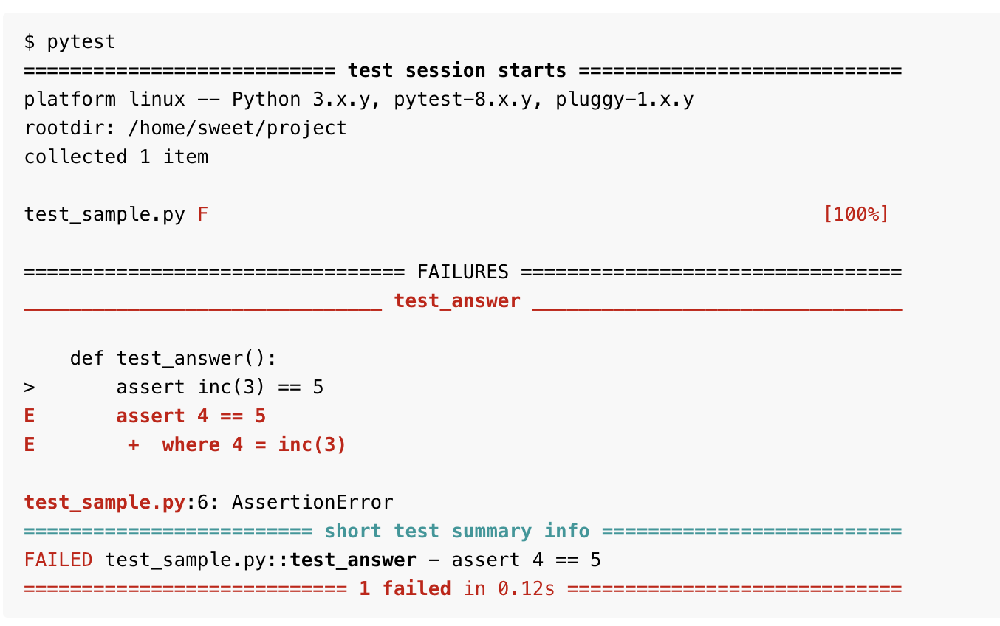 $ pytest
=========================== test session starts ============================
platform linux -- Python 3.x.y, pytest-8.x.y, pluggy-1.x.y
rootdir: /home/sweet/project
collected 1 item

test_sample.py F                                                     [100%]

================================= FAILURES =================================
_______________________________ test_answer ________________________________

    def test_answer():
>       assert inc(3) == 5
E       assert 4 == 5
E        +  where 4 = inc(3)

test_sample.py:6: AssertionError
========================= short test summary info ==========================
FAILED test_sample.py::test_answer - assert 4 == 5
============================ 1 failed in 0.12s =============================